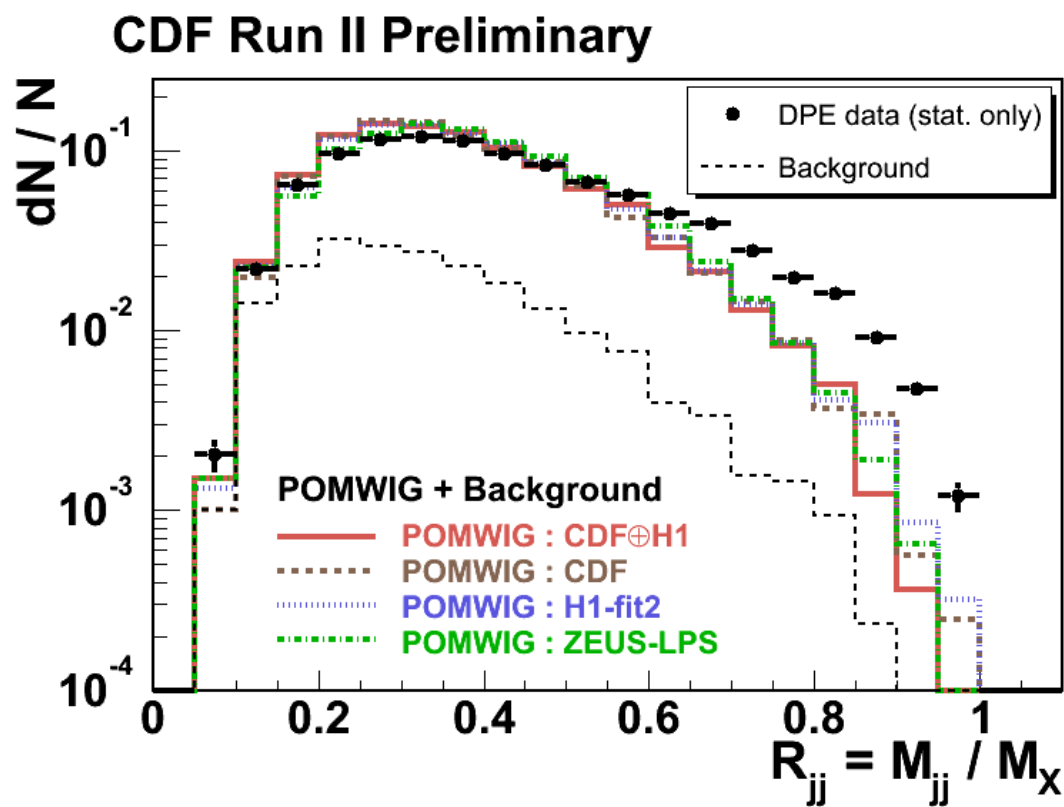 CDF Run II Preliminary
dN / N
DPE data (stat. only)
Background
10⁻¹
10⁻²
10⁻³
10⁻⁴
POMWIG + Background
POMWIG : CDF⊕H1
POMWIG : CDF
POMWIG : H1-fit2
POMWIG : ZEUS-LPS
0 0.2 0.4 0.6 0.8 1
R_jj = M_jj / M_X